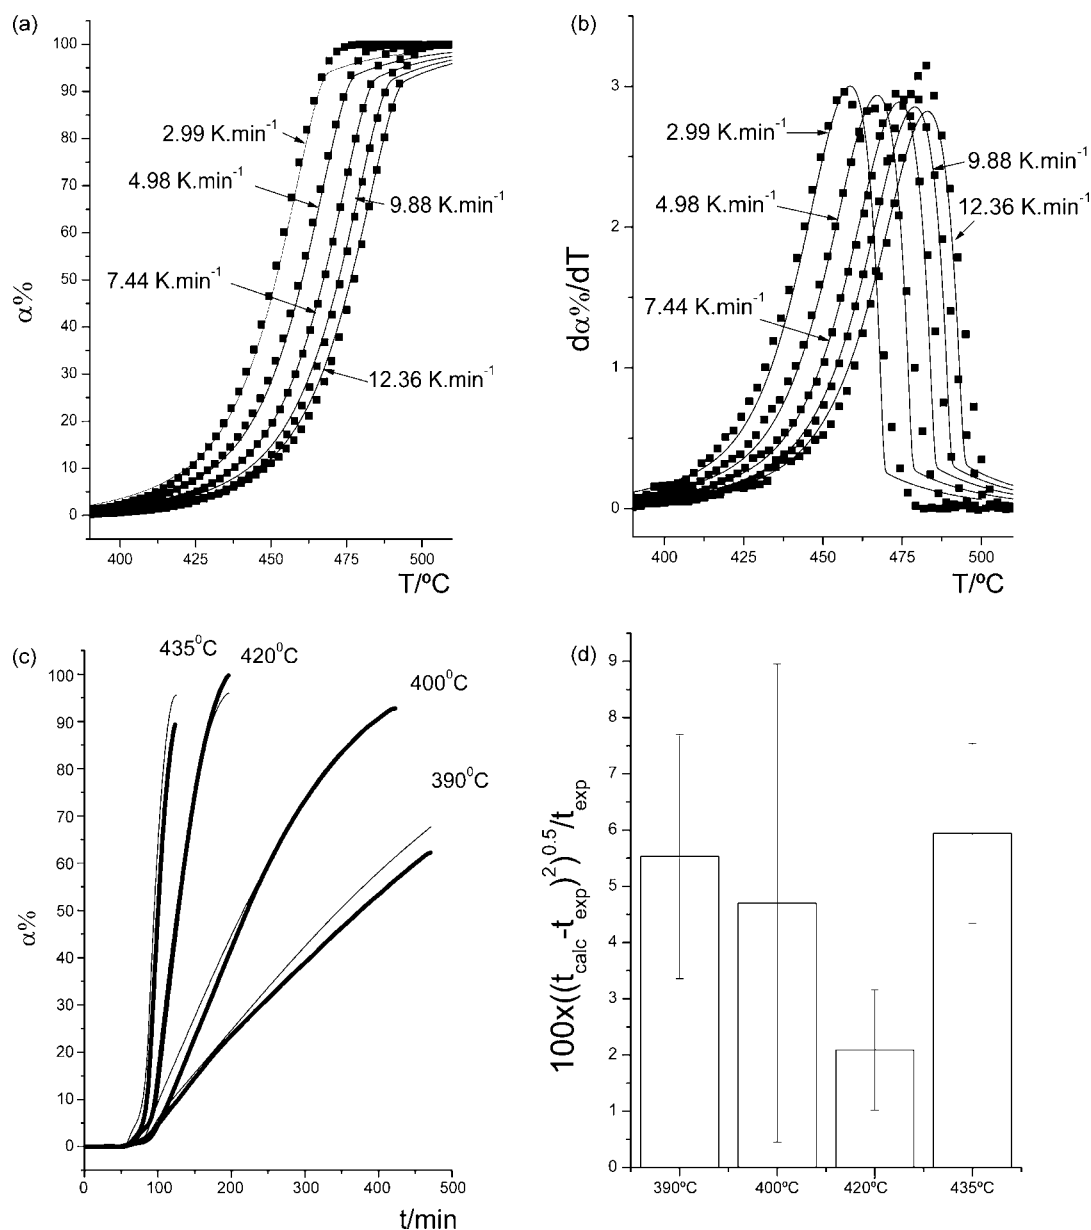 (a)
100
90
80
70
60
50
40
30
20
10
0
α%
2.99 K.min⁻¹
4.98 K.min⁻¹
9.88 K.min⁻¹
7.44 K.min⁻¹
12.36 K.min⁻¹
400 425 450 475 500
T/ºC
(b)
3
2
1
0
dα%/dT
2.99 K.min⁻¹
9.88 K.min⁻¹
4.98 K.min⁻¹
12.36 K.min⁻¹
7.44 K.min⁻¹
400 425 450 475 500
T/ºC
(c)
435⁰C
420⁰C
400⁰C
390⁰C
100
90
80
70
60
50
40
30
20
10
0
α%
0 100 200 300 400 500
t/min
(d)
9
8
7
6
5
4
3
2
1
0
100x((t_calc-t_exp)²)⁰·⁵/t_exp
390ºC 400ºC 420ºC 435ºC